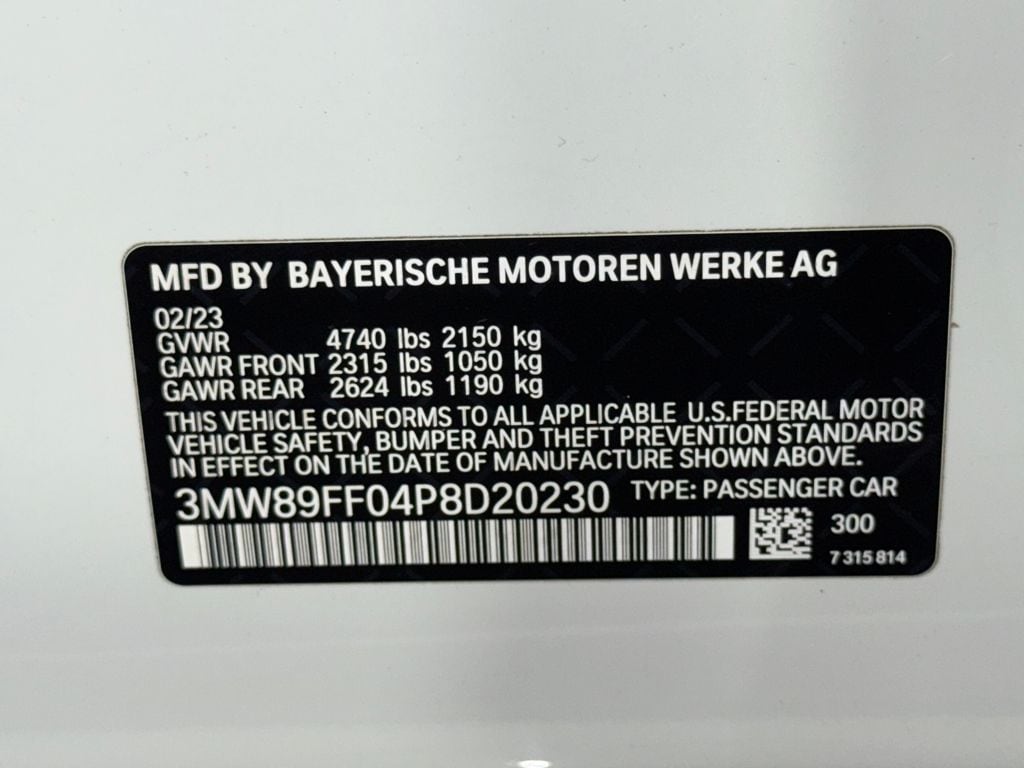 MFD BY BAYERISCHE MOTOREN WERKE AG
02/23
GVWR 4740 lbs 2150 kg
GAWR FRONT 2315 lbs 1050 kg
GAWR REAR 2624 lbs 1190 kg
THIS VEHICLE CONFORMS TO ALL APPLICABLE U.S.FEDERAL MOTOR
VEHICLE SAFETY, BUMPER AND THEFT PREVENTION STANDARDS
IN EFFECT ON THE DATE OF MANUFACTURE SHOWN ABOVE.
3MW89FF04P8D20230 TYPE: PASSENGER CAR
300
7 315 814